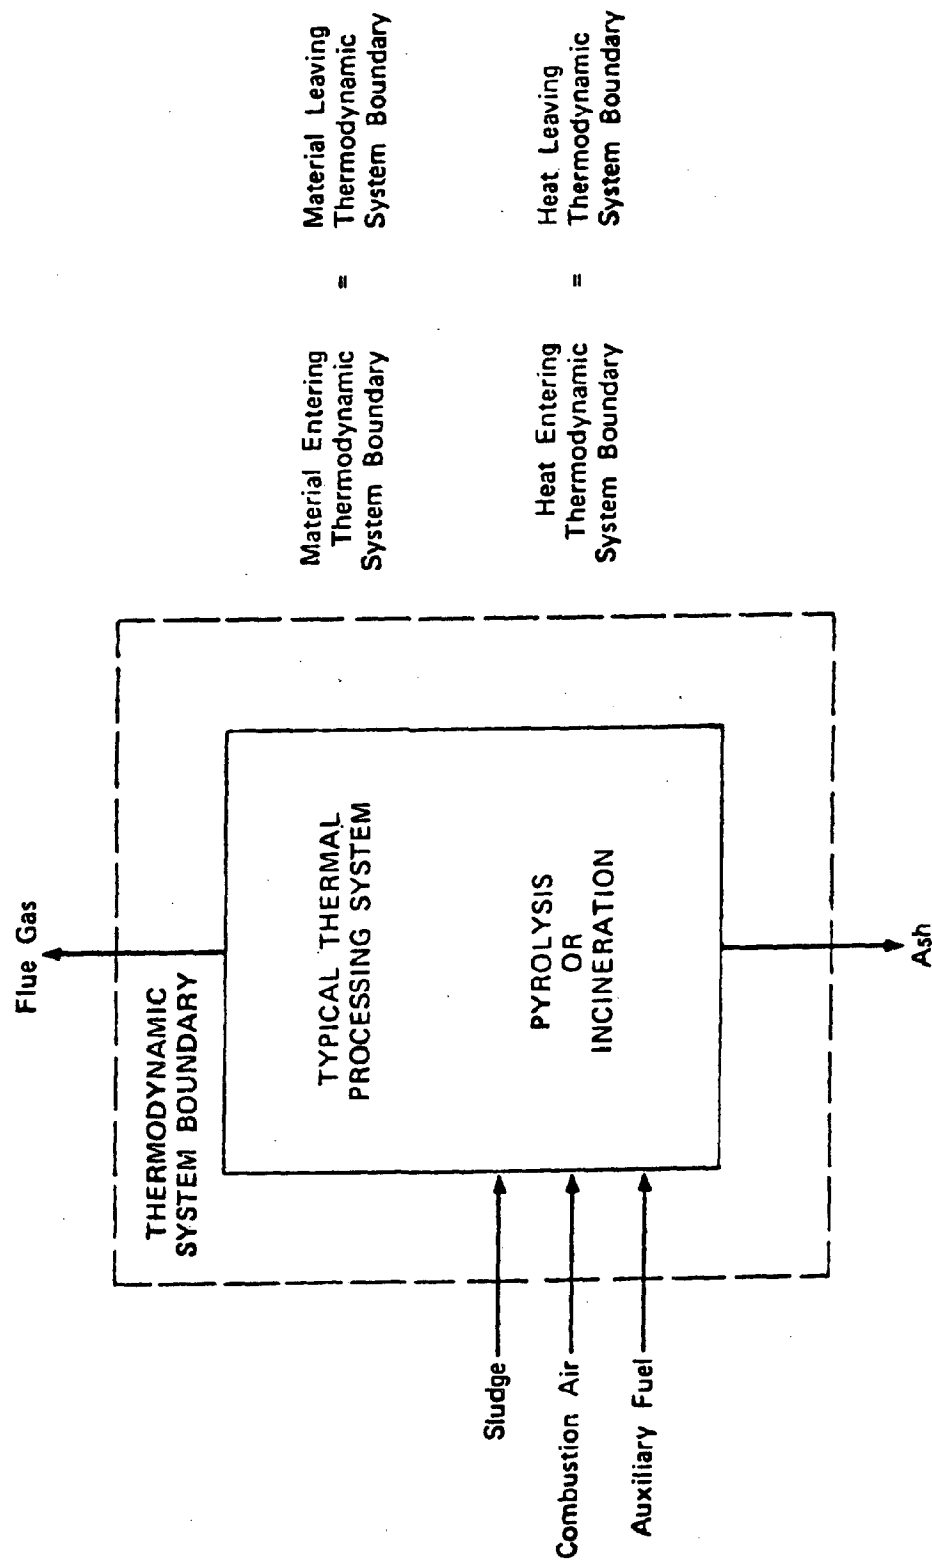 Flue Gas
THERMODYNAMIC
SYSTEM BOUNDARY
TYPICAL THERMAL
PROCESSING SYSTEM
PYROLYSIS
OR
INCINERATION
Sludge
Combustion Air
Auxiliary Fuel
Ash
Material Entering
Thermodynamic
System Boundary
=
Material Leaving
Thermodynamic
System Boundary
Heat Entering
Thermodynamic
System Boundary
=
Heat Leaving
Thermodynamic
System Boundary